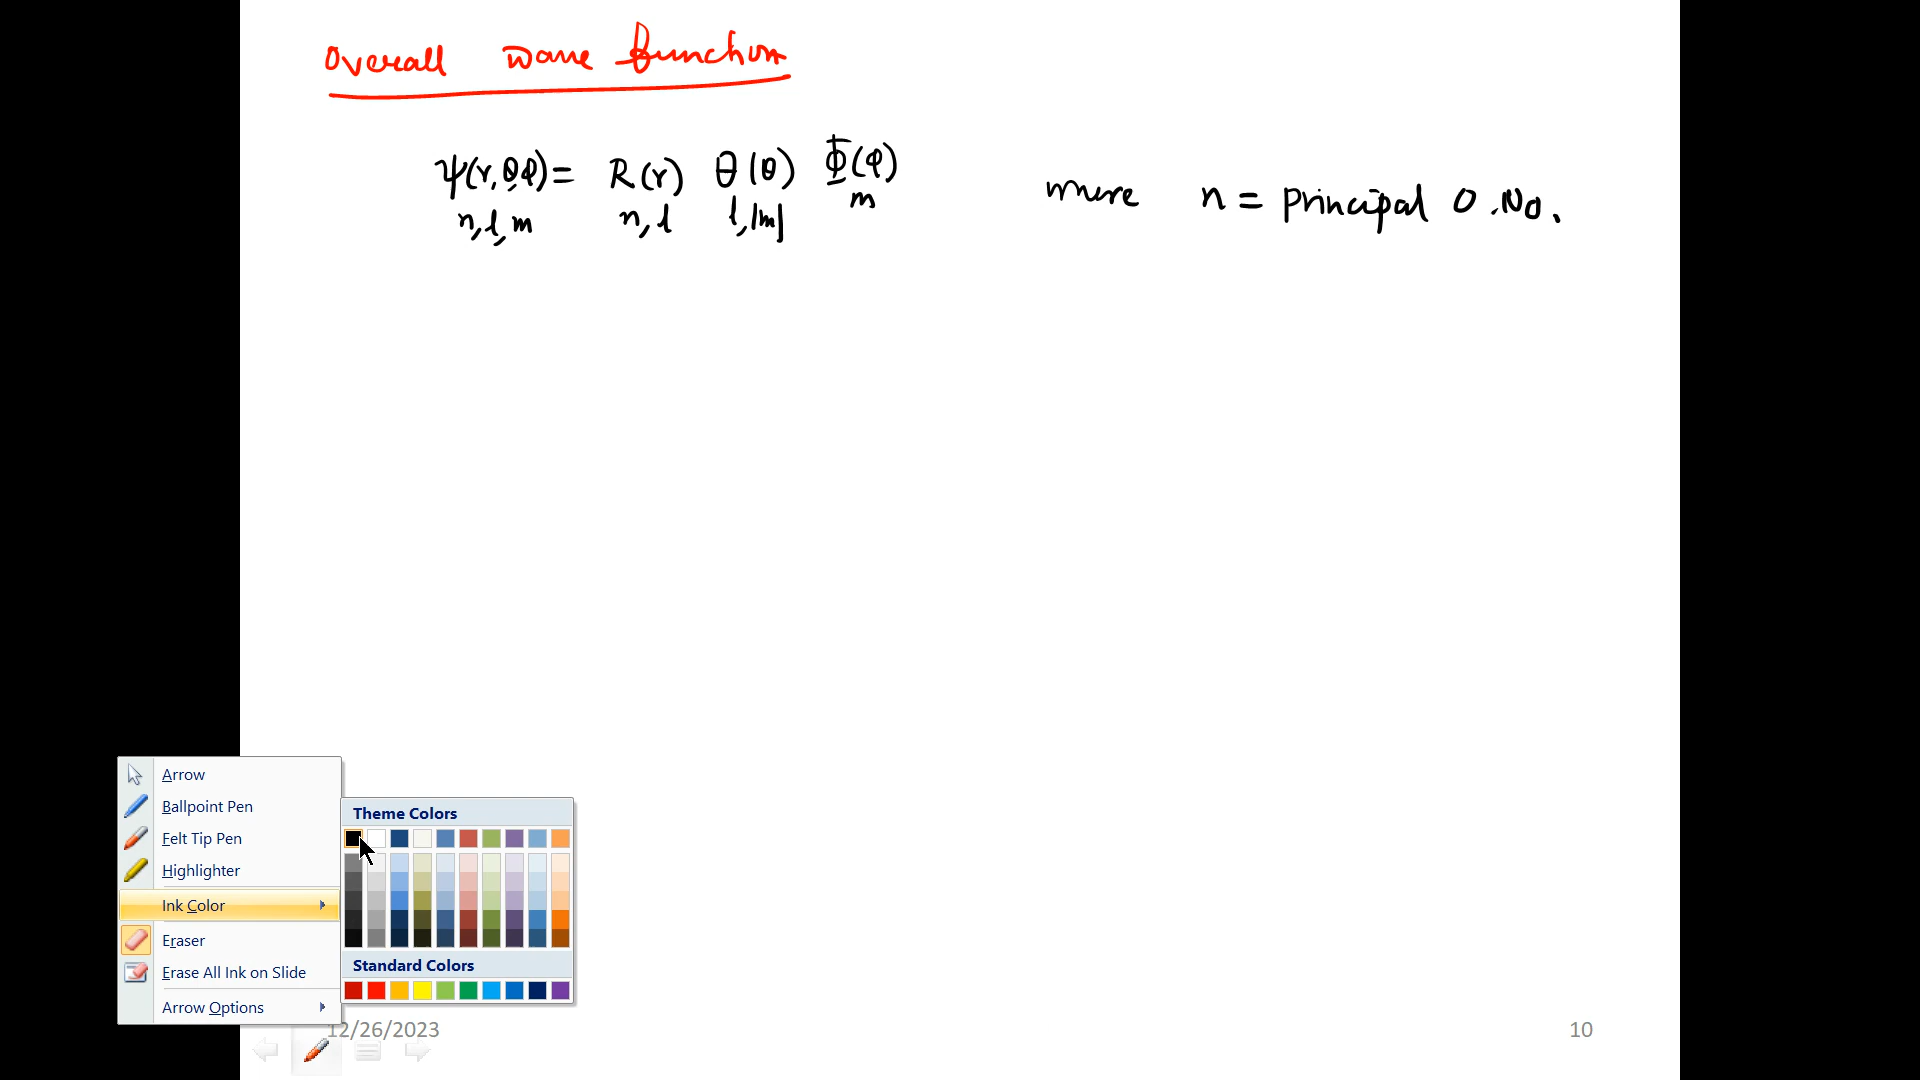 Overall wave function
ψ(r,θ,φ) = R(r) θ(θ) Φ(φ)
n,l,m n,l l,|m| m
where n = principal Q.No.
Arrow
Ballpoint Pen
Felt Tip Pen
Highlighter
Ink Color
Eraser
Erase All Ink on Slide
Arrow Options
Theme Colors
Standard Colors
12/26/2023
10